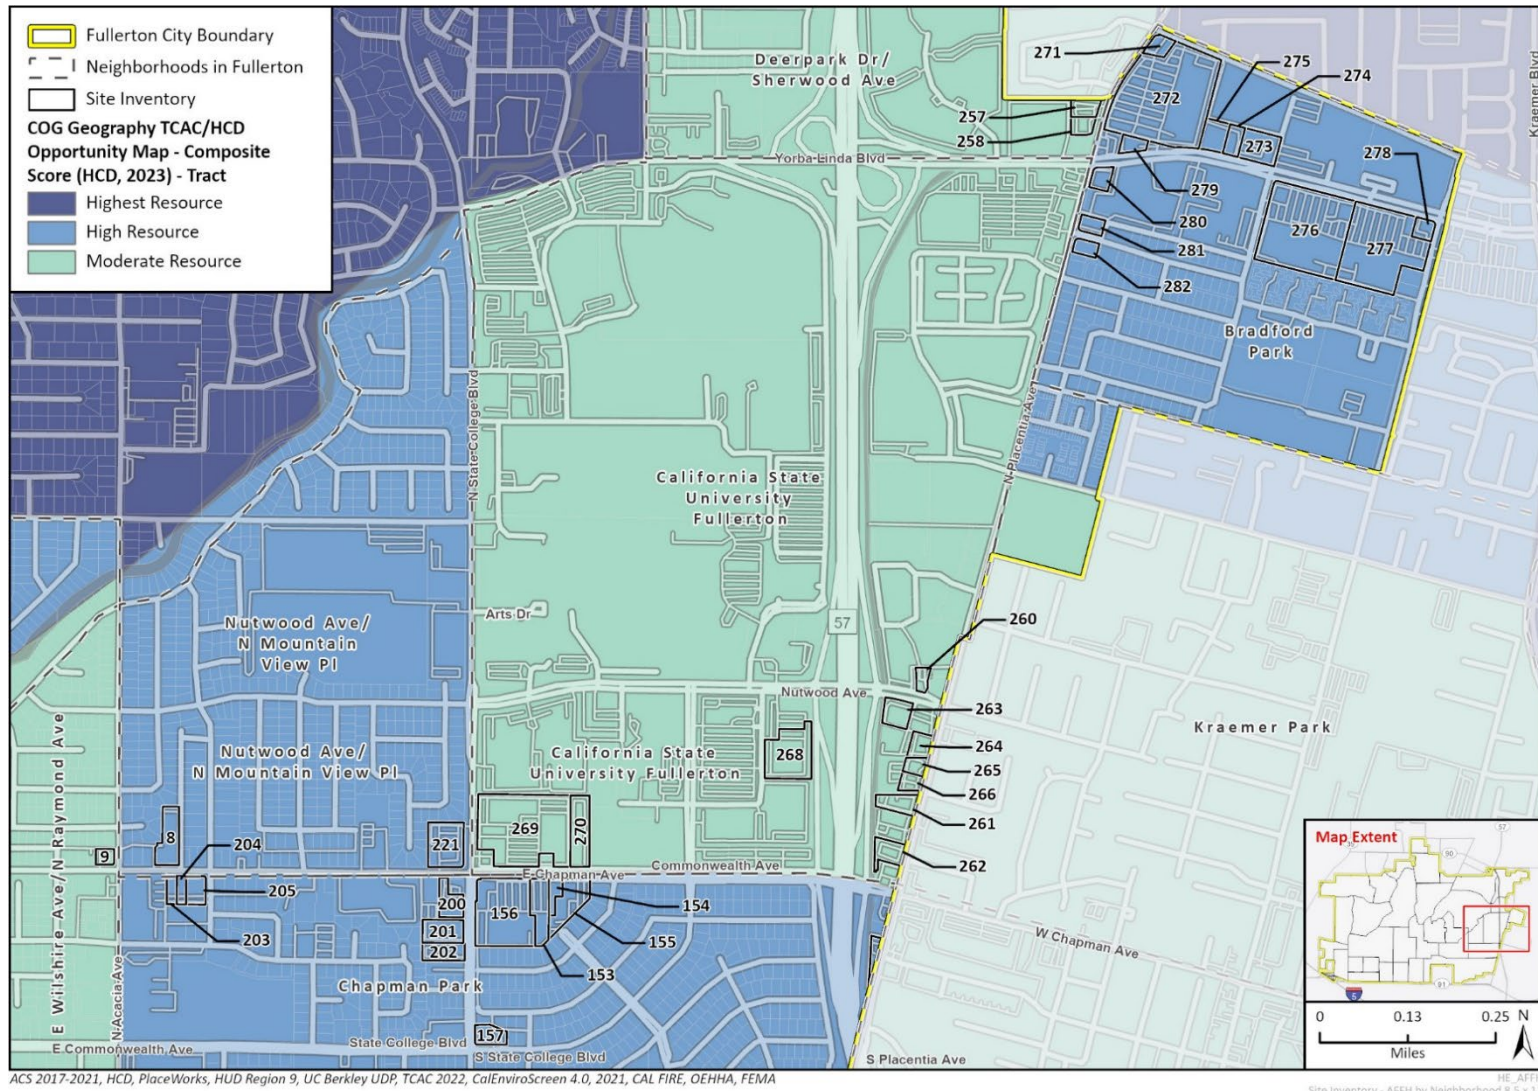 Fullerton City Boundary
Neighborhoods in Fullerton
Site Inventory
COG Geography TCAC/HCD
Opportunity Map - Composite
Score (HCD, 2023) - Tract
Highest Resource
High Resource
Moderate Resource
Deerpark Dr/
Sherwood Ave
271
257
258
272
275
274
273
278
279
280
281
282
276
277
Kraemer Blvd
Yorba Linda Blvd
Bradford
Park
N State College Blvd
N Placentia Ave
California State
University
Fullerton
57
Arts Dr
Nutwood Ave/
N Mountain
View Pl
260
Nutwood Ave
263
Kraemer Park
264
265
266
261
262
Nutwood Ave/
N Mountain View Pl
California State
University Fullerton
268
269
270
E Wilshire Ave/N Raymond Ave
8
9
204
205
203
221
Commonwealth Ave
E Chapman Ave
200
201
202
156
154
155
153
W Chapman Ave
Chapman Park
N Acacia Ave
157
E Commonwealth Ave
State College Blvd
S State College Blvd
S Placentia Ave
Map Extent
57
90
90
91
5
0 0.13 0.25
Miles
N
ACS 2017-2021, HCD, PlaceWorks, HUD Region 9, UC Berkley UDP, TCAC 2022, CalEnviroScreen 4.0, 2021, CAL FIRE, OEHHA, FEMA